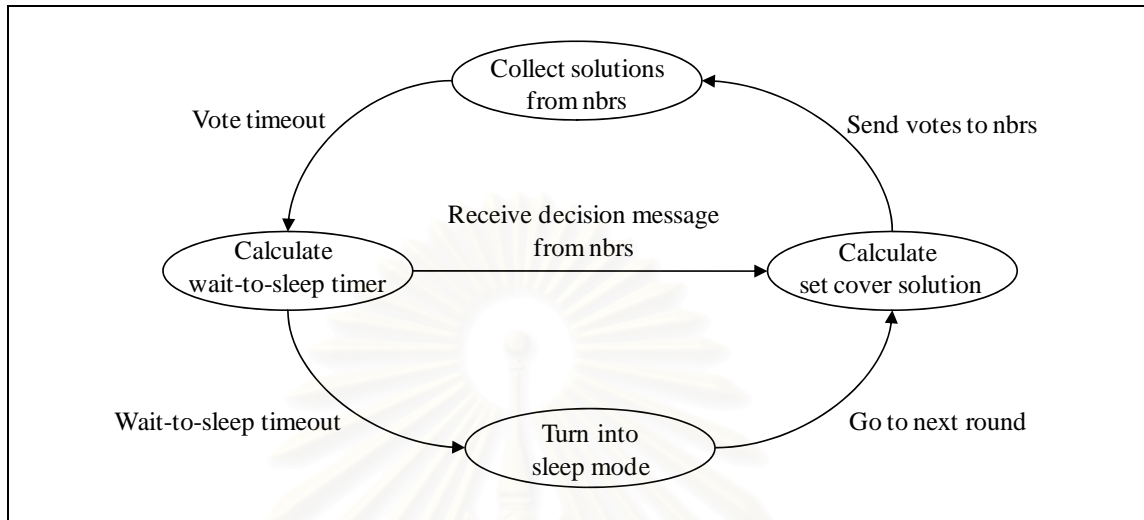 Collect solutions
from nbrs
Vote timeout
Send votes to nbrs
Receive decision message
from nbrs
Calculate
wait-to-sleep timer
Calculate
set cover solution
Wait-to-sleep timeout
Go to next round
Turn into
sleep mode